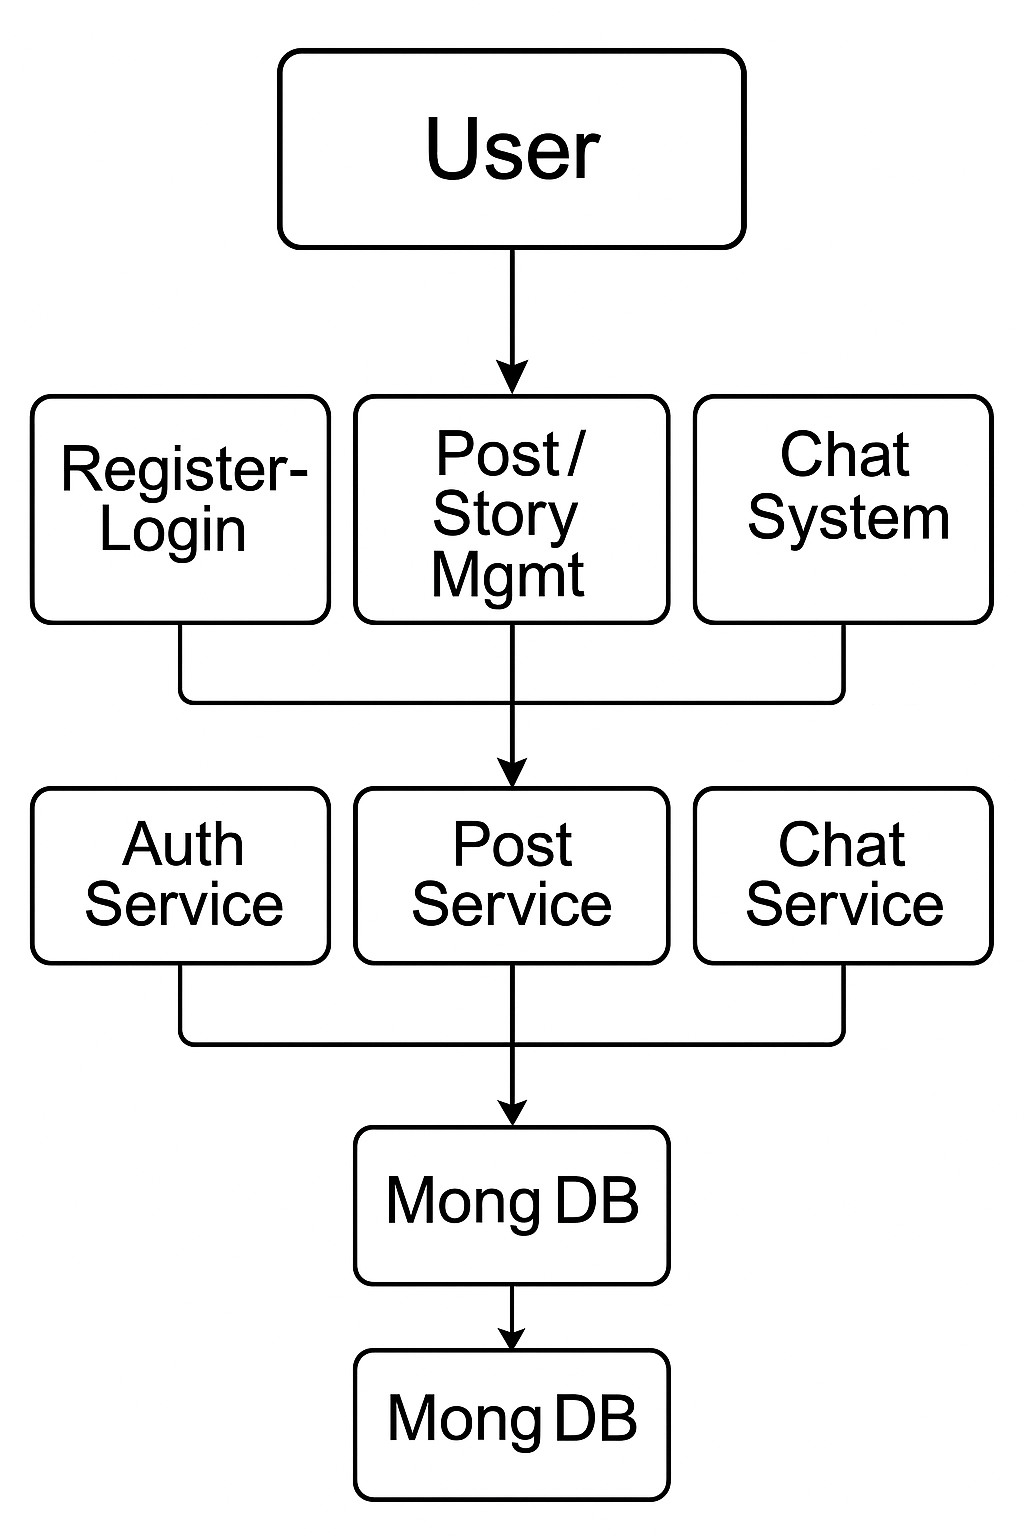 User
Register-
Login
Post /
Story
Mgmt
Chat
System
Auth
Service
Post
Service
Chat
Service
Mong DB
Mong DB